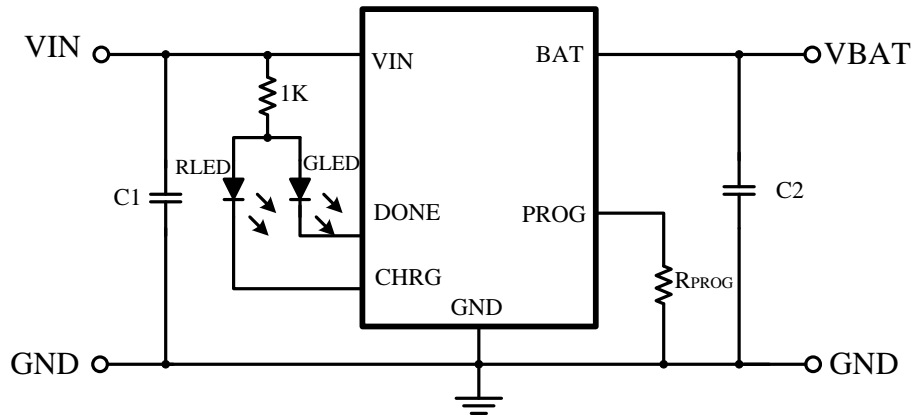 VIN
VIN
BAT
VBAT
1K
RLED
GLED
C1
C2
DONE
PROG
CHRG
RPROG
GND
GND
GND